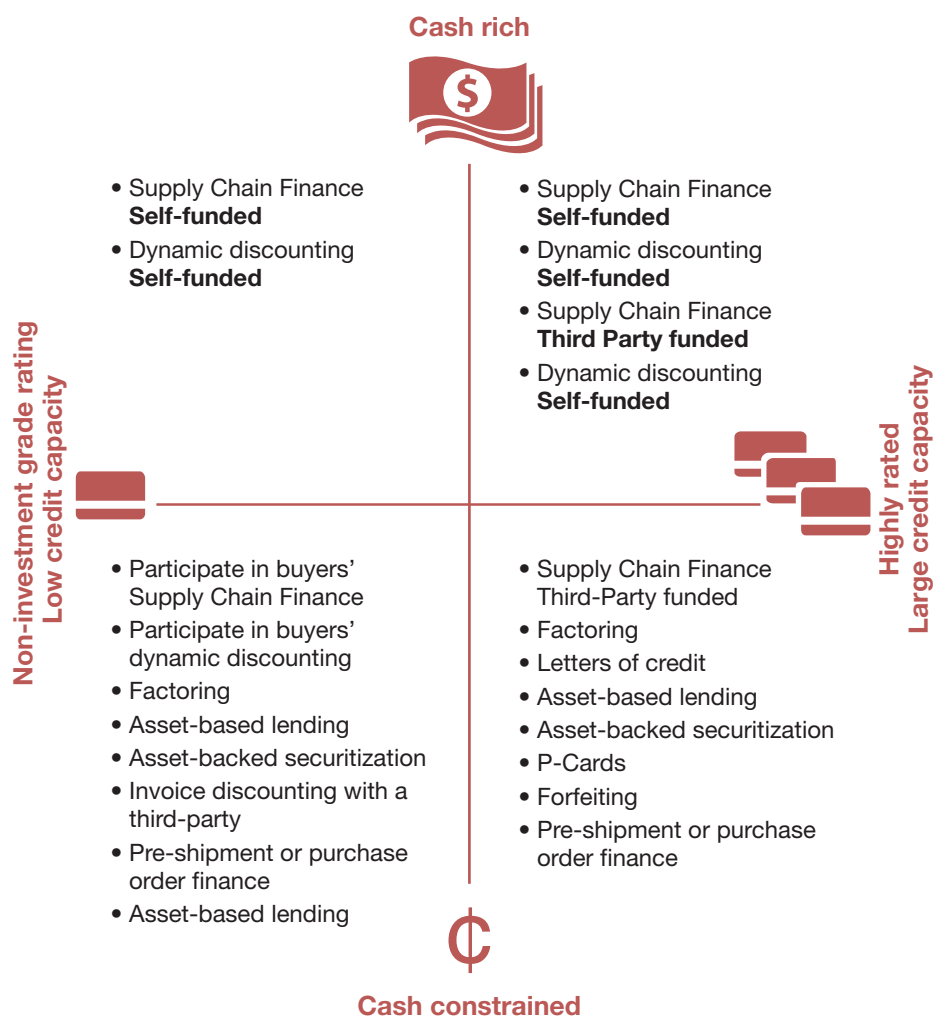 Cash rich
$
• Supply Chain Finance
Self-funded
• Dynamic discounting
Self-funded
• Supply Chain Finance
Self-funded
• Dynamic discounting
Self-funded
• Supply Chain Finance
Third Party funded
• Dynamic discounting
Self-funded
Non-investment grade rating
Low credit capacity
Highly rated
Large credit capacity
• Participate in buyers’
Supply Chain Finance
• Participate in buyers’
dynamic discounting
• Factoring
• Asset-based lending
• Asset-backed securitization
• Invoice discounting with a
third-party
• Pre-shipment or purchase
order finance
• Asset-based lending
• Supply Chain Finance
Third-Party funded
• Factoring
• Letters of credit
• Asset-based lending
• Asset-backed securitization
• P-Cards
• Forfeiting
• Pre-shipment or purchase
order finance
₵
Cash constrained